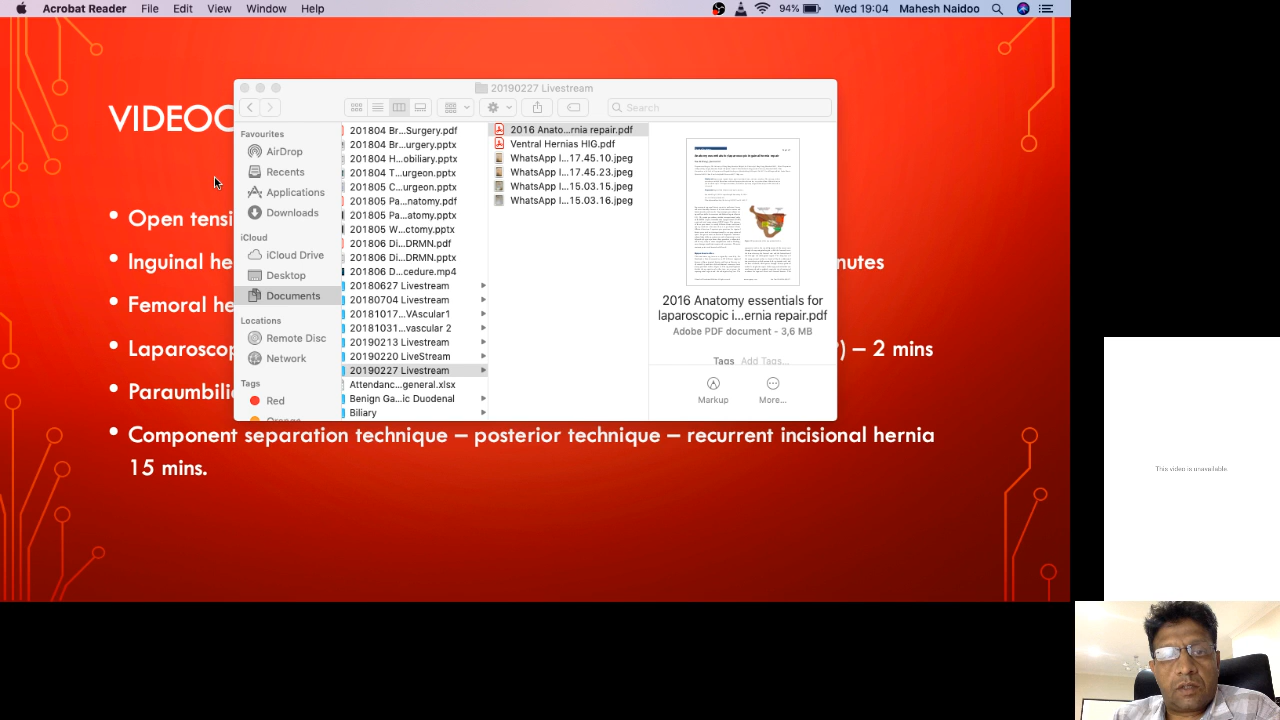 Acrobat Reader File Edit View Window Help 94% Wed 19:04 Mahesh Naidoo
VIDEOC
20190227 Livestream
Search
Favourites
AirDrop
Recents
Applications
Downloads
iCloud
iCloud Drive
Desktop
Documents
Locations
Remote Disc
Network
Tags
Red
201804 Br...Surgery.pdf
201804 Br...urgery.pptx
201804 H...obiliary.pptx
201804 T...urgeon.pptx
201805 C...urgeon.pptx
201805 Pa...natomy.pdf
201805 Pa...atomy.pptx
201805 W...ctomy.pptx
201806 Di...DRMN.pdf
201806 Di...DRMN.pptx
201806 D...cedure.mp4
20180627 Livestream
20180704 Livestream
20181017...VAscular1
20181031...vascular 2
20190213 Livestream
20190220 LiveStream
20190227 Livestream
Attendanc...general.xlsx
Benign Ga...ic Duodenal
Biliary
2016 Anato...rnia repair.pdf
Ventral Hernias HIG.pdf
WhatsApp I...17.45.10.jpeg
WhatsApp I...17.45.23.jpeg
WhatsApp I...15.03.15.jpeg
WhatsApp I...15.03.16.jpeg
2016 Anatomy essentials for
laparoscopic i...ernia repair.pdf
Adobe PDF document - 3,6 MB
Tags Add Tags...
Markup More...
• Open tensi
• Inguinal he nutes
• Femoral he
• Laparoscop ?) – 2 mins
• Paraumbilic
• Component separation technique – posterior technique – recurrent incisional hernia
15 mins.
This video is unavailable